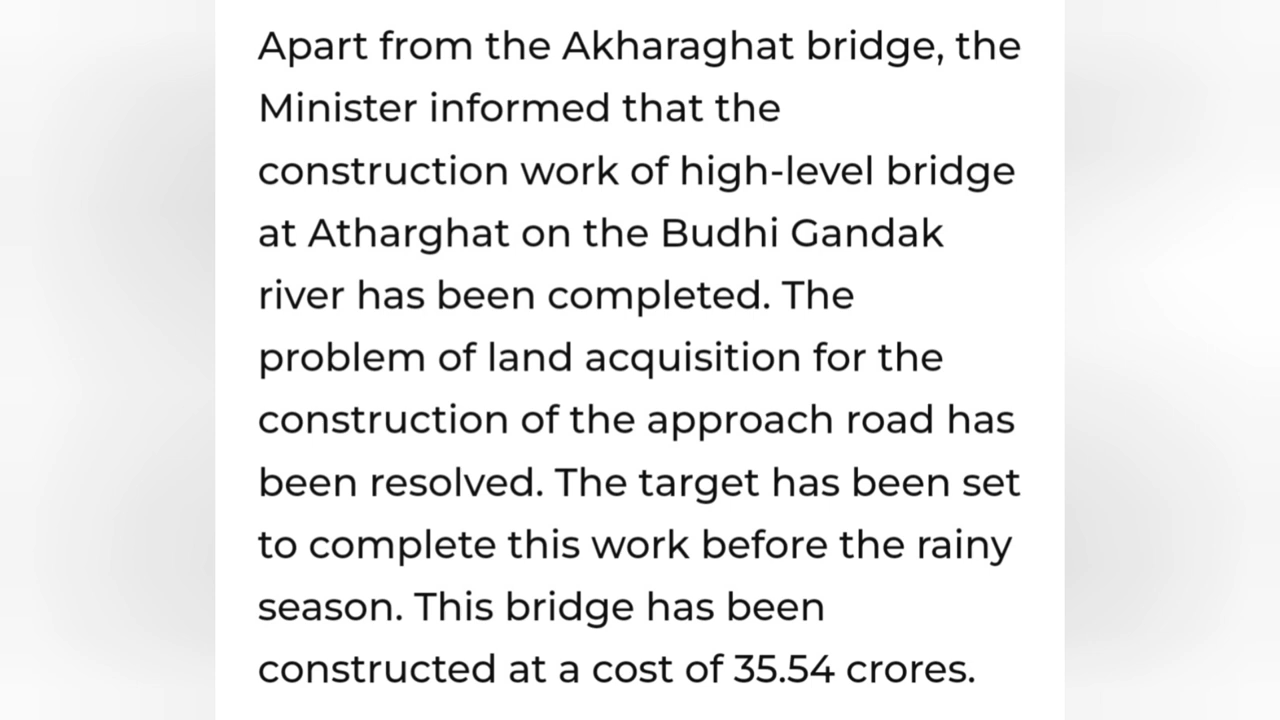 Apart from the Akharaghat bridge, the
Minister informed that the
construction work of high-level bridge
at Atharghat on the Budhi Gandak
river has been completed. The
problem of land acquisition for the
construction of the approach road has
been resolved. The target has been set
to complete this work before the rainy
season. This bridge has been
constructed at a cost of 35.54 crores.